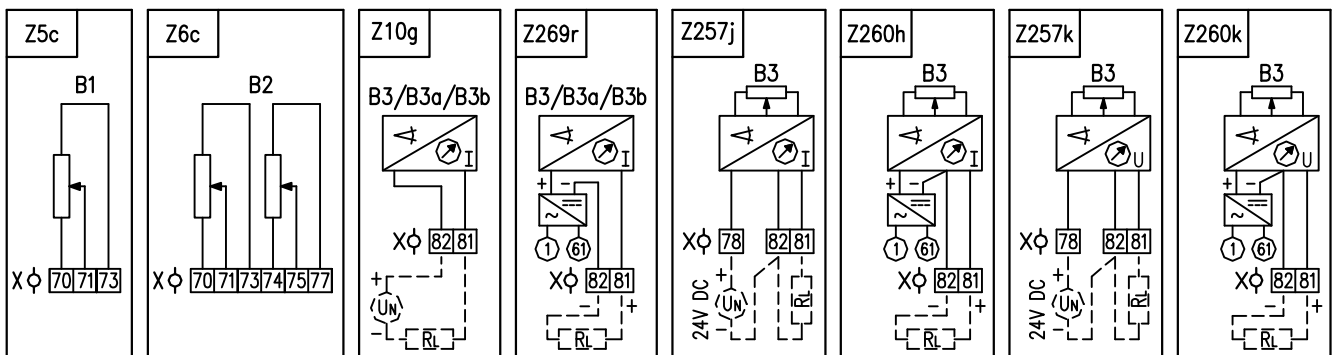 Z5c
B1
X 70 71 73
Z6c
B2
X 70 71 73 74 75 77
Z10g
B3/B3a/B3b
I
X 82 81
+
UN
-
RL
Z269r
B3/B3a/B3b
I
+ -
~
1 61
X 82 81
- +
RL
Z257j
B3
I
X 78 82 81
24V DC
+
UN
-
RL
Z260h
B3
I
+ -
~
1 61
X 82 81
- +
RL
Z257k
B3
U
X 78 82 81
24V DC
+
UN
-
RL
Z260k
B3
U
+ -
~
1 61
X 82 81
- +
RL